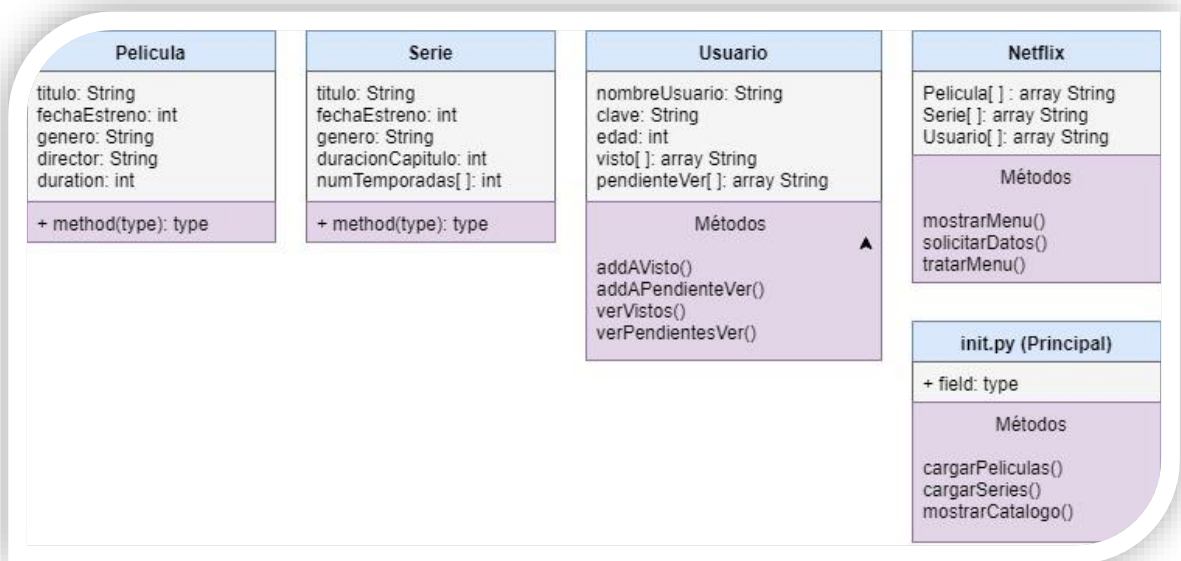 Pelicula
titulo: String
fechaEstreno: int
genero: String
director: String
duration: int
+ method(type): type
Serie
titulo: String
fechaEstreno: int
genero: String
duracionCapitulo: int
numTemporadas[ ]: int
+ method(type): type
Usuario
nombreUsuario: String
clave: String
edad: int
visto[ ]: array String
pendienteVer[ ]: array String
Métodos
addAVisto()
addAPendienteVer()
verVistos()
verPendientesVer()
Netflix
Pelicula[ ] : array String
Serie[ ]: array String
Usuario[ ]: array String
Métodos
mostrarMenu()
solicitarDatos()
tratarMenu()
init.py (Principal)
+ field: type
Métodos
cargarPeliculas()
cargarSeries()
mostrarCatalogo()